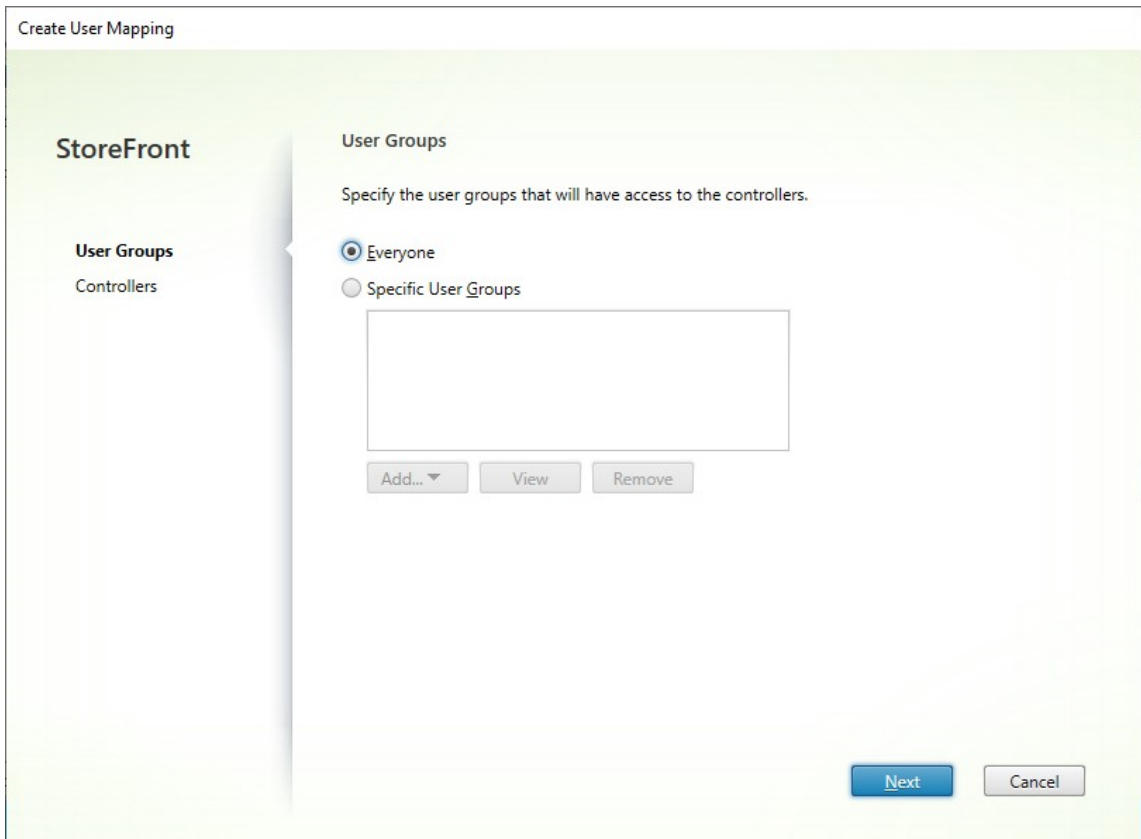 Create User Mapping
StoreFront
User Groups
Controllers
User Groups
Specify the user groups that will have access to the controllers.
Everyone
Specific User Groups
Add...
View
Remove
Next
Cancel